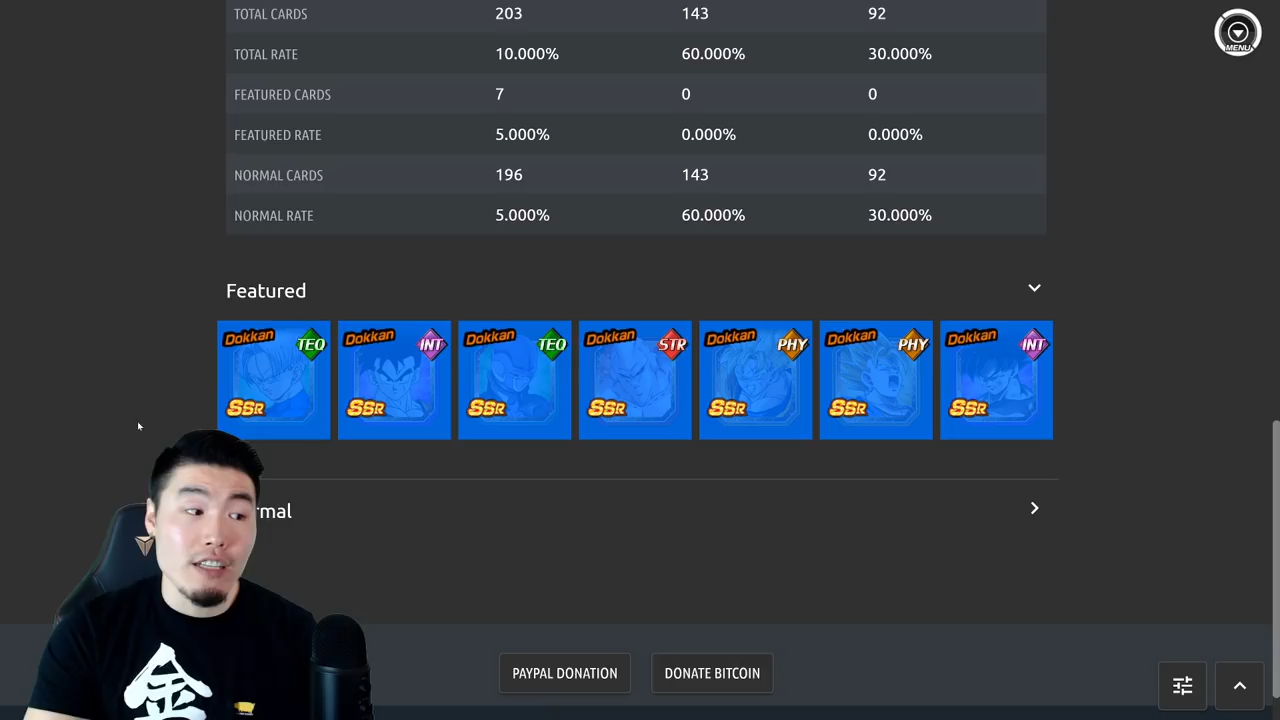 MENU
TOTAL CARDS 203 143 92
TOTAL RATE 10.000% 60.000% 30.000%
FEATURED CARDS 7 0 0
FEATURED RATE 5.000% 0.000% 0.000%
NORMAL CARDS 196 143 92
NORMAL RATE 5.000% 60.000% 30.000%
Featured
Dokkan TEQ Dokkan INT Dokkan TEQ Dokkan STR Dokkan PHY Dokkan PHY Dokkan INT
SSR SSR SSR SSR SSR SSR SSR
rmal
金
PAYPAL DONATION DONATE BITCOIN